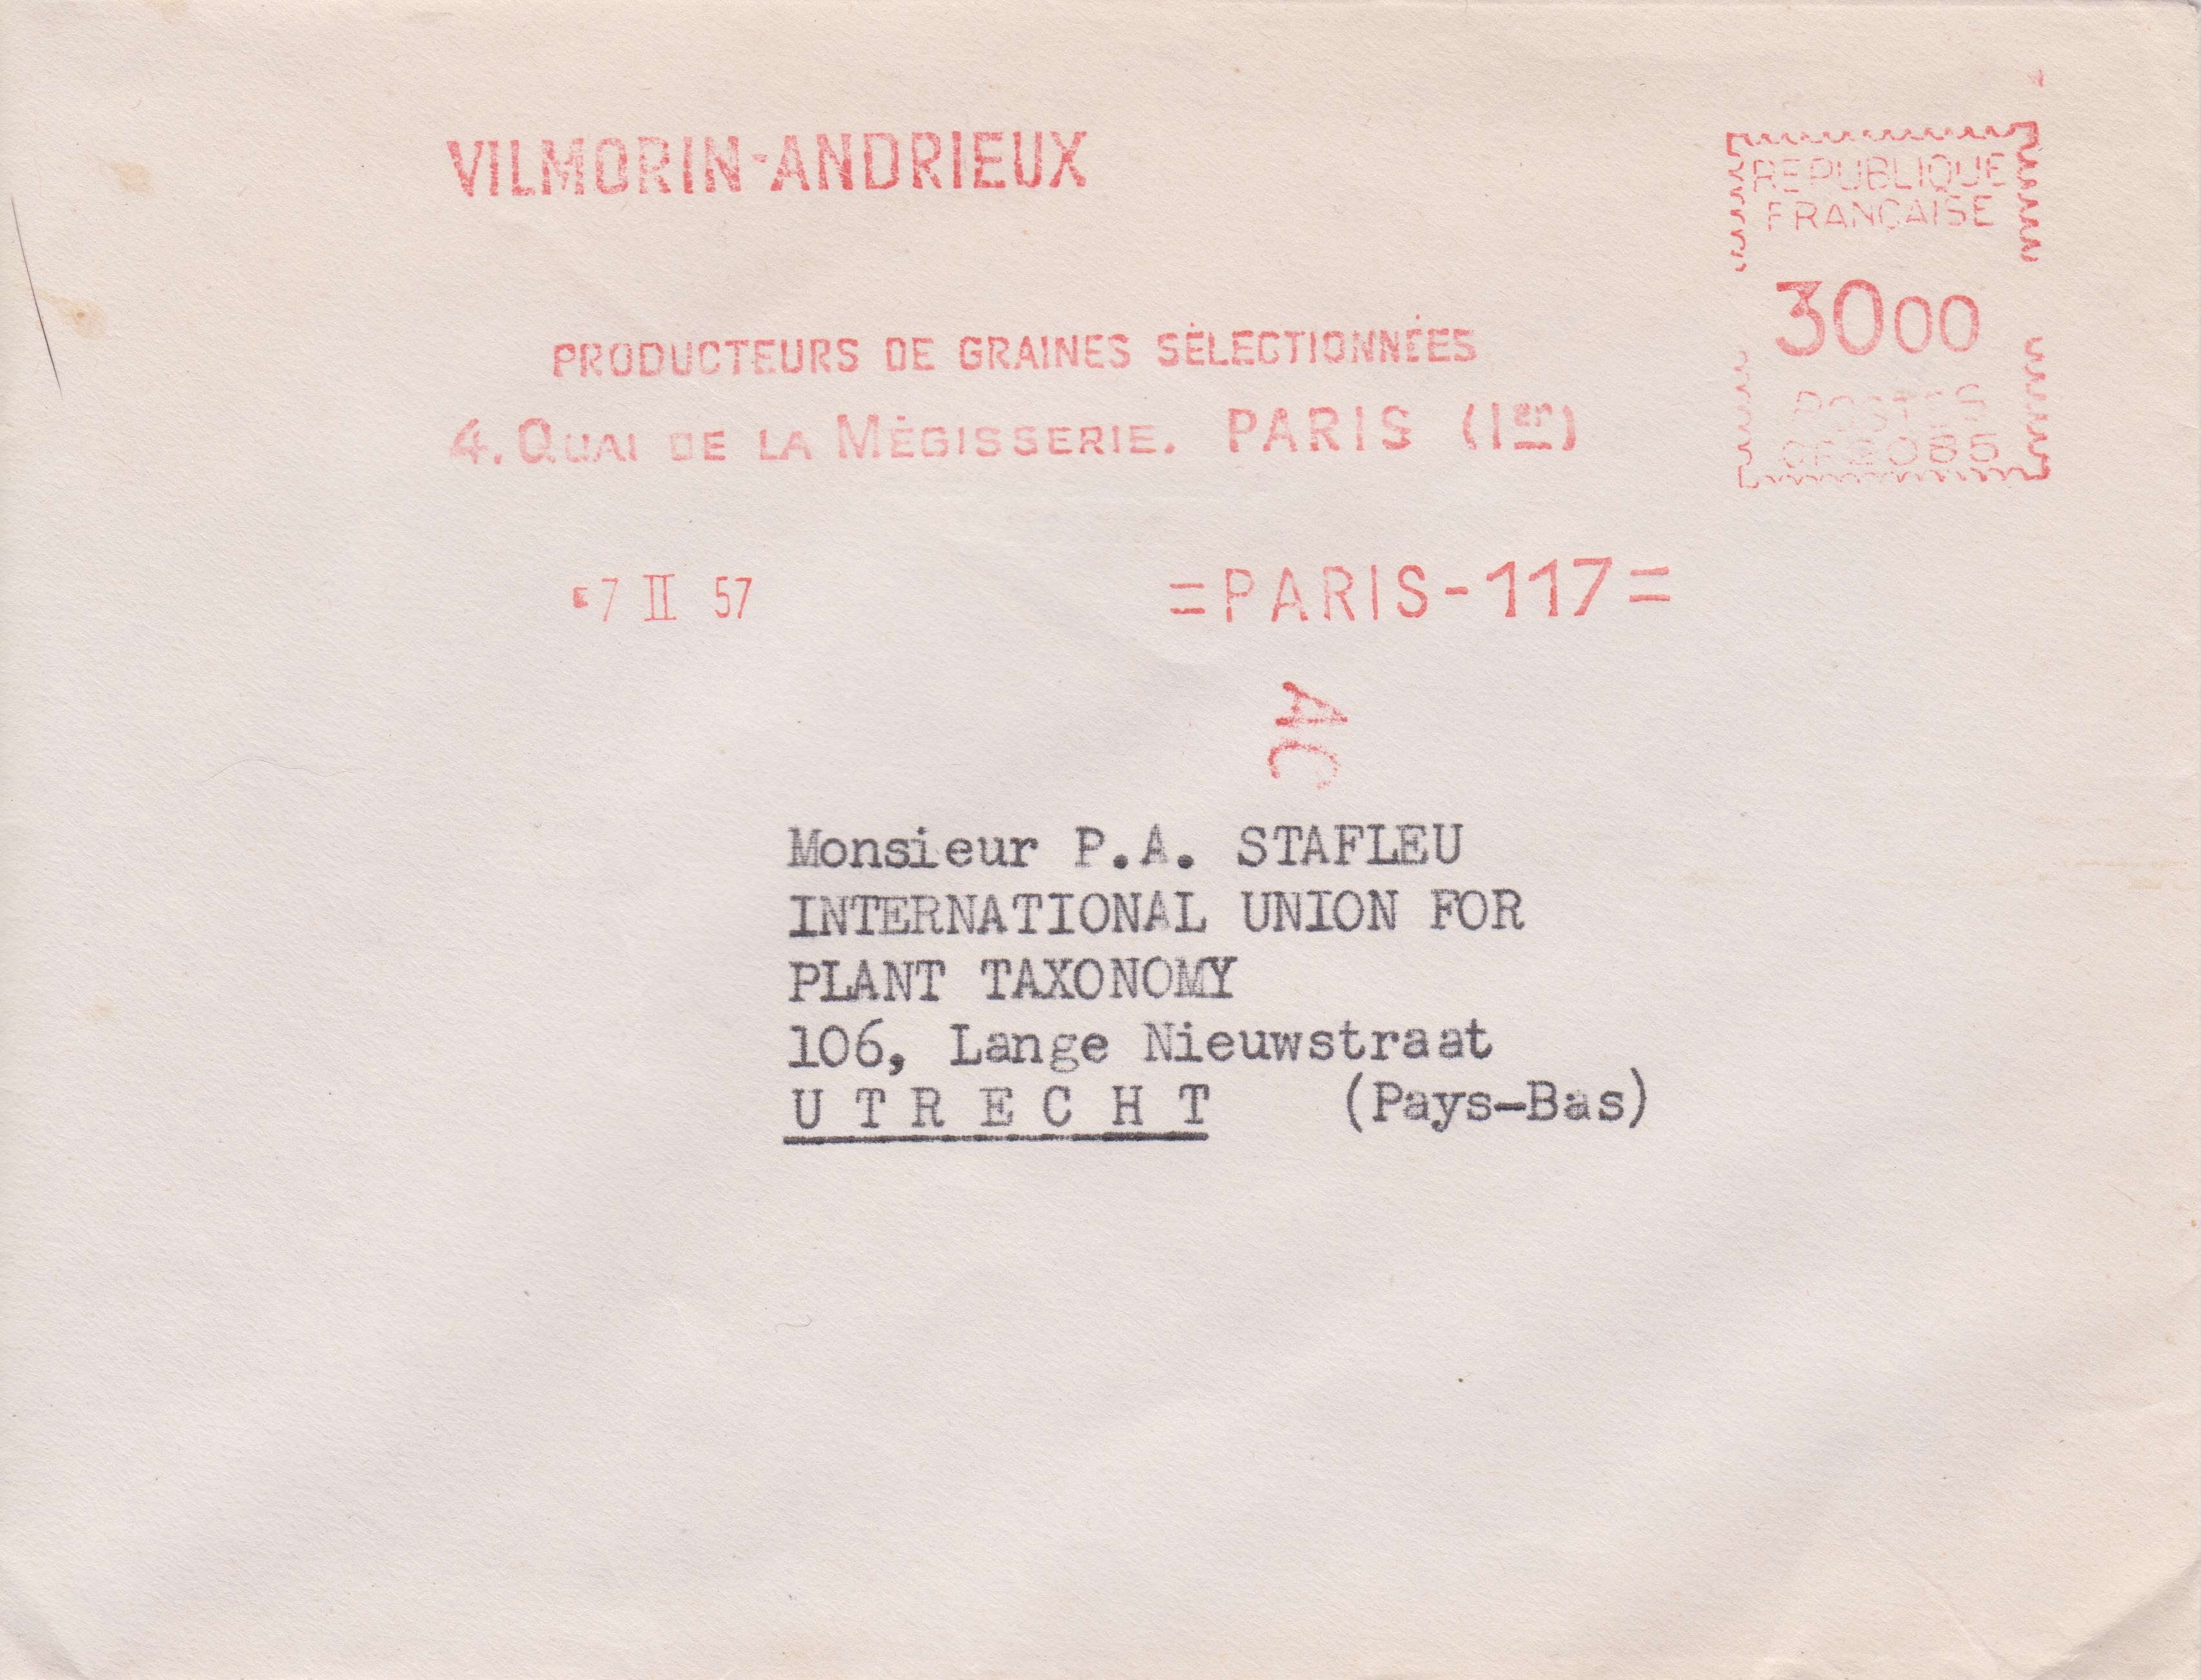 VILMORIN-ANDRIEUX
REPUBLIQUE
FRANÇAISE
3000
POSTES
PRODUCTEURS DE GRAINES SÉLECTIONNÉES
4. QUAI DE LA MÉGISSERIE. PARIS (Ier)
7 II 57
=PARIS-117=
AC
Monsieur P.A. STAFLEU
INTERNATIONAL UNION FOR
PLANT TAXONOMY
106, Lange Nieuwstraat
U T R E C H T (Pays-Bas)